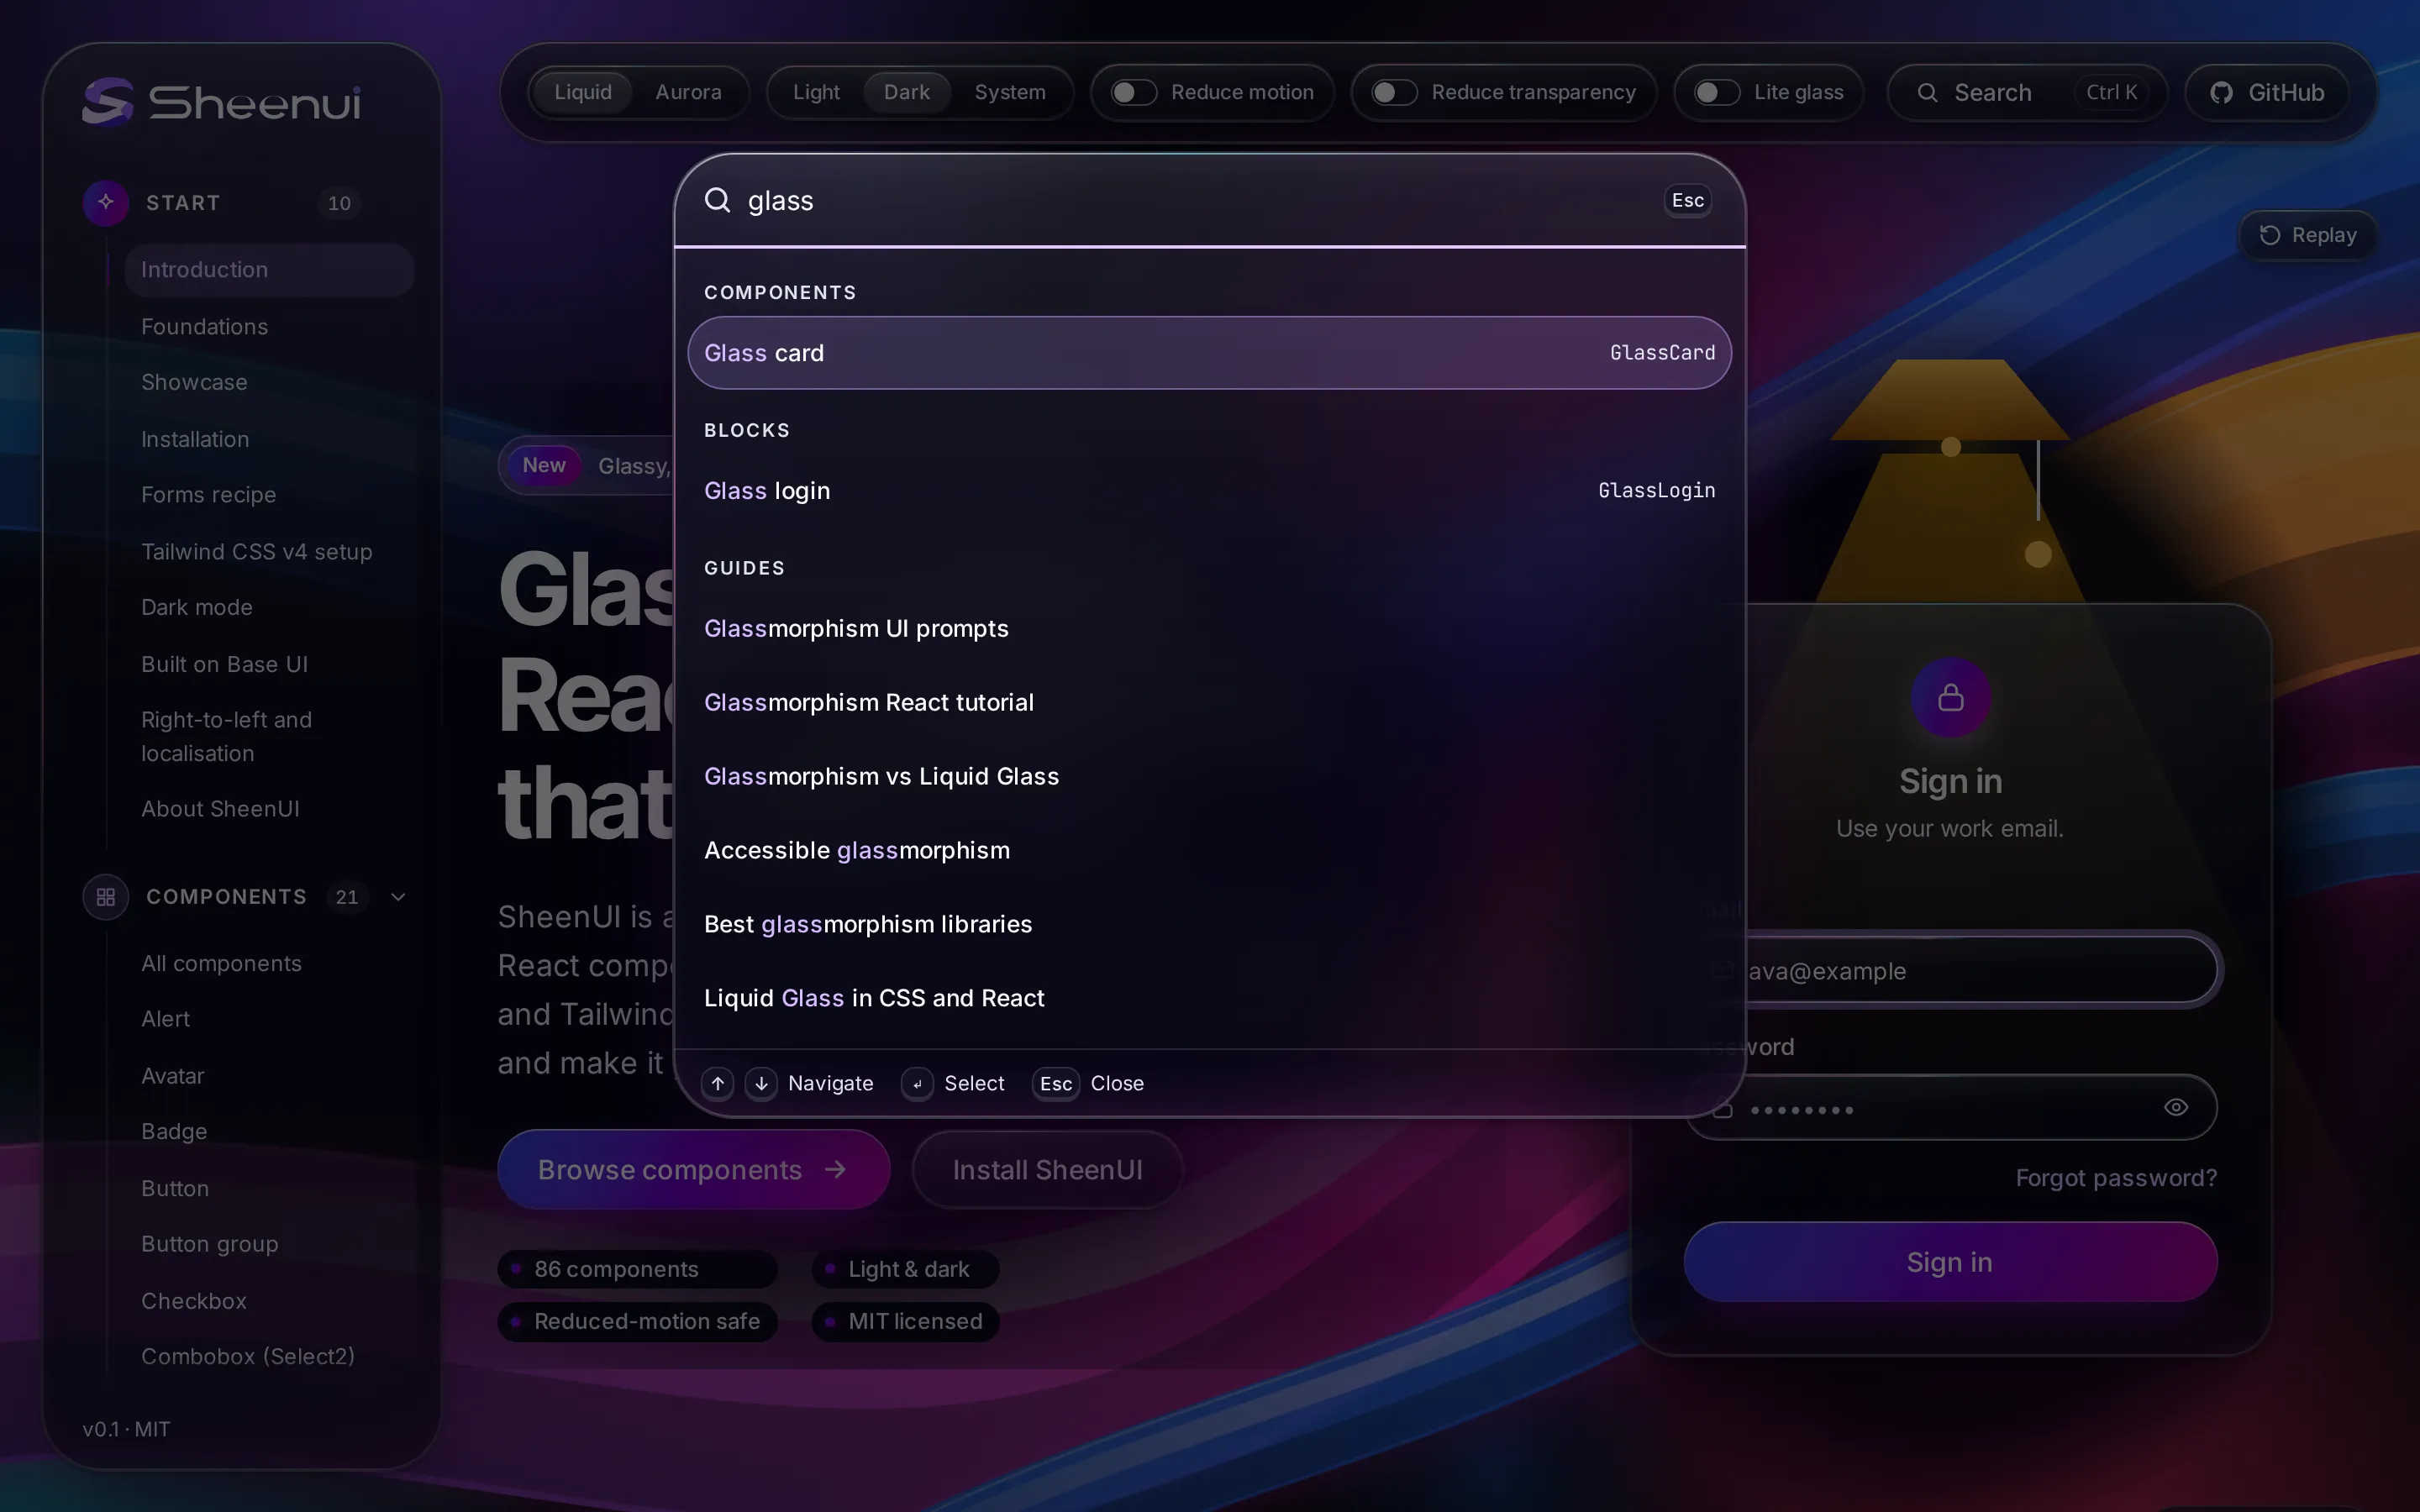 Sheenui
Liquid
Aurora
Light
Dark
System
Reduce motion
Reduce transparency
Lite glass
Search
Ctrl K
GitHub
START
10
Introduction
Foundations
Showcase
Installation
Forms recipe
Tailwind CSS v4 setup
Dark mode
Built on Base UI
Right-to-left and
localisation
About SheenUI
COMPONENTS
21
All components
Alert
Avatar
Badge
Button
Button group
Checkbox
Combobox (Select2)
v0.1 · MIT
glass
Esc
COMPONENTS
Glass card
GlassCard
BLOCKS
Glass login
GlassLogin
GUIDES
Glassmorphism UI prompts
Glassmorphism React tutorial
Glassmorphism vs Liquid Glass
Accessible glassmorphism
Best glassmorphism libraries
Liquid Glass in CSS and React
Navigate
Select
Esc
Close
Replay
New
Glassy,
that
SheenUI is
React
and Tailwind
and make it
Browse components
Install SheenUI
86 components
Light & dark
Reduced-motion safe
MIT licensed
Sign in
Use your work email.
ava@example
Forgot password?
Sign in